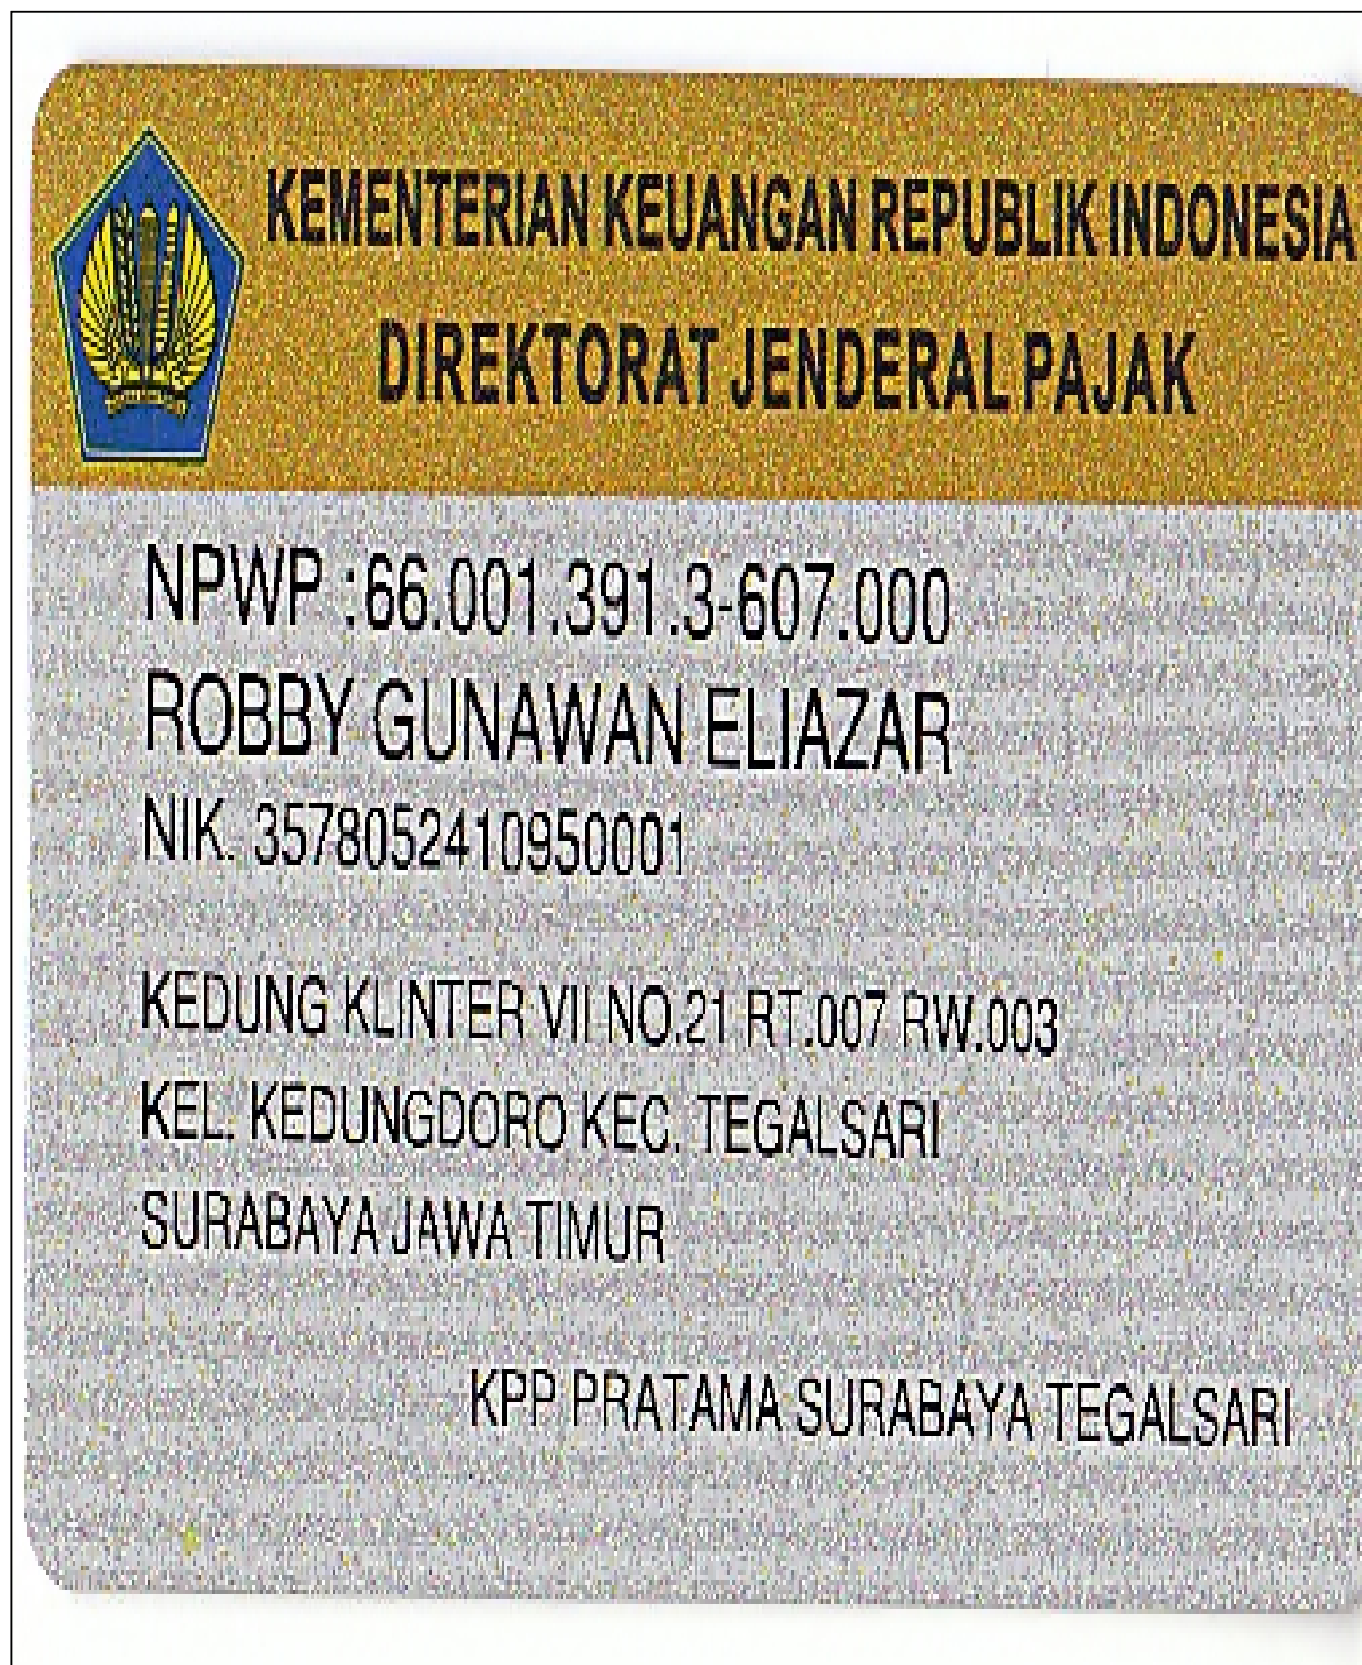 KEMENTERIAN KEUANGAN REPUBLIK INDONESIA
DIREKTORAT JENDERAL PAJAK
NPWP :66.001.391.3-607.000
ROBBY GUNAWAN ELIAZAR
NIK. 3578052410950001
KEDUNG KLINTER VII NO.21 RT.007 RW.003
KEL. KEDUNGDORO KEC. TEGALSARI
SURABAYA JAWA TIMUR
KPP PRATAMA SURABAYA TEGALSARI